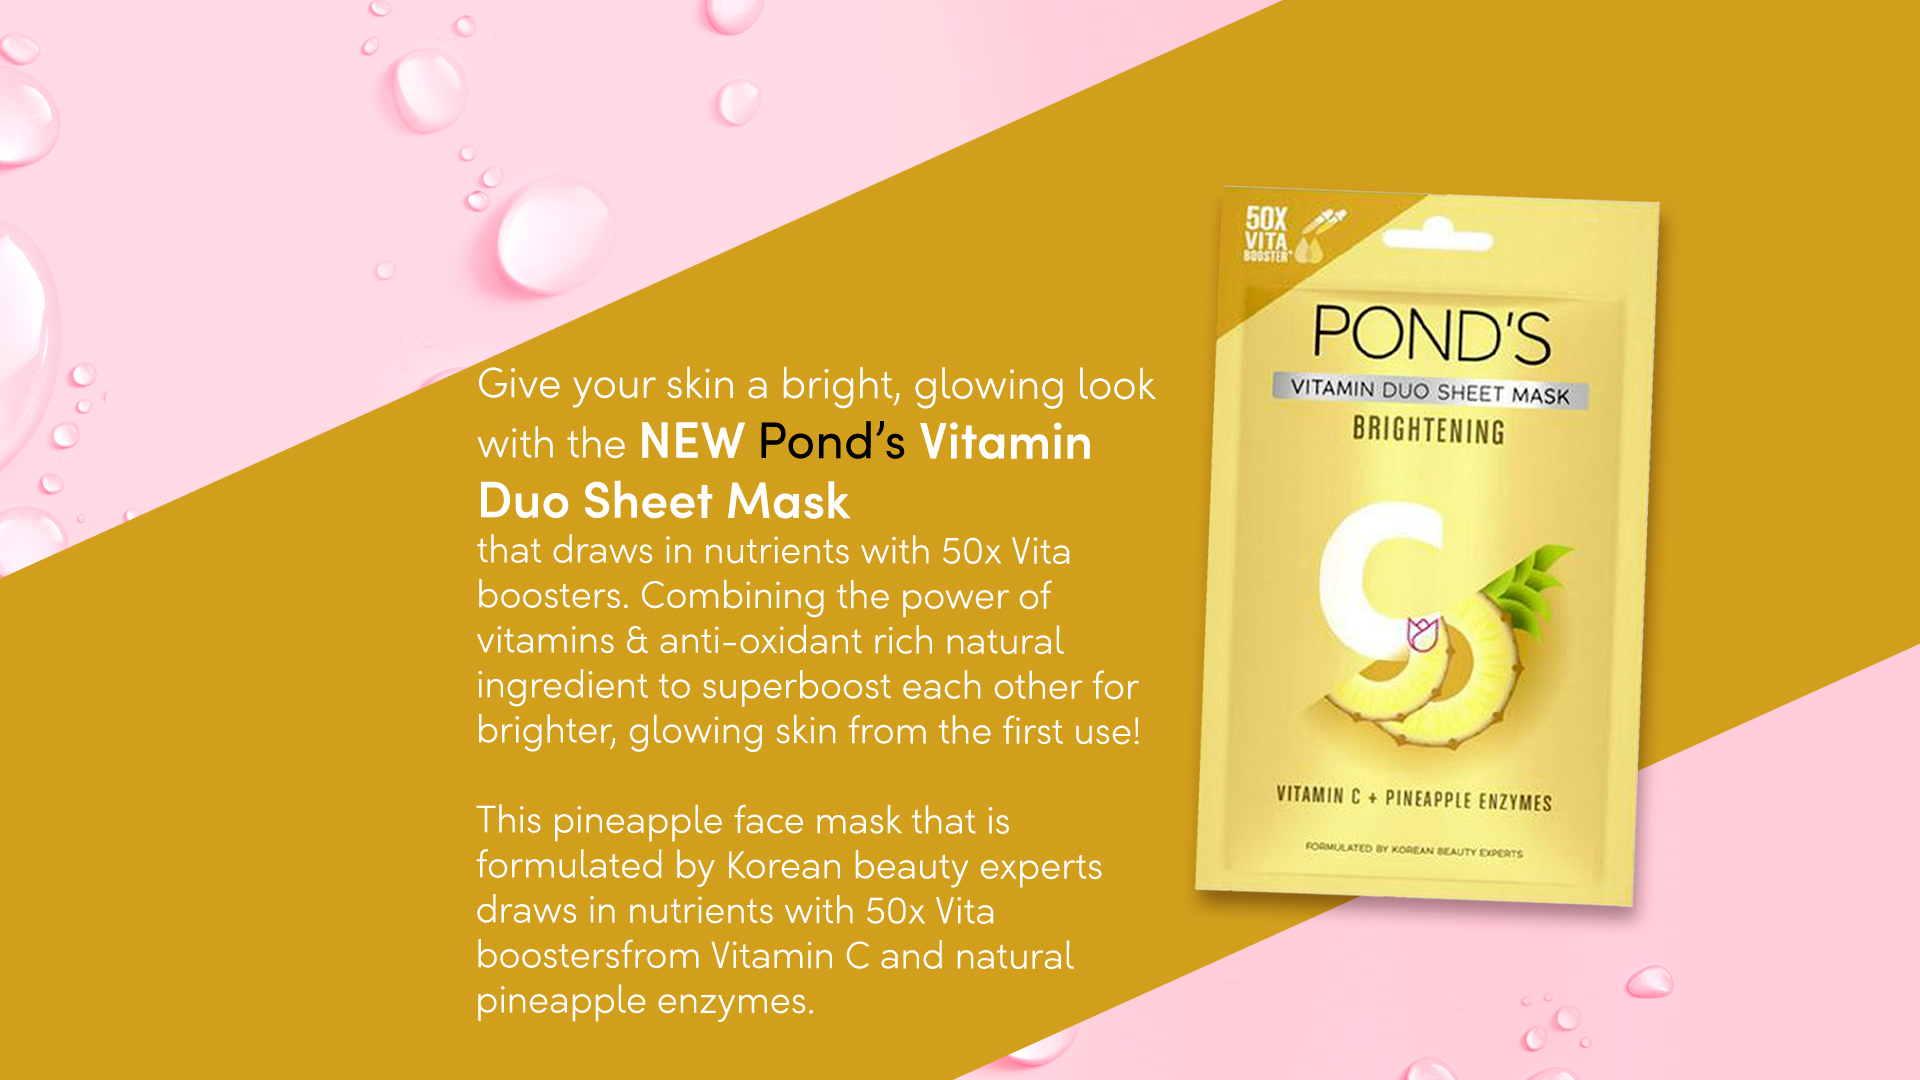 Give your skin a bright, glowing look
with the NEW Pond's Vitamin
Duo Sheet Mask
that draws in nutrients with 50x Vita
boosters. Combining the power of
vitamins & anti-oxidant rich natural
ingredient to superboost each other for
brighter, glowing skin from the first use!
This pineapple face mask that is
formulated by Korean beauty experts
draws in nutrients with 50x Vita
boostersfrom Vitamin C and natural
pineapple enzymes.
50X
VITA
BOOSTER*
POND'S
VITAMIN DUO SHEET MASK
BRIGHTENING
C
VITAMIN C + PINEAPPLE ENZYMES
FORMULATED BY KOREAN BEAUTY EXPERTS